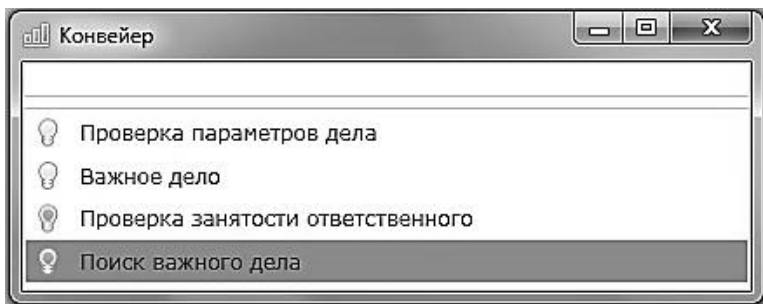 Конвейер
Проверка параметров дела
Важное дело
Проверка занятости ответственного
Поиск важного дела